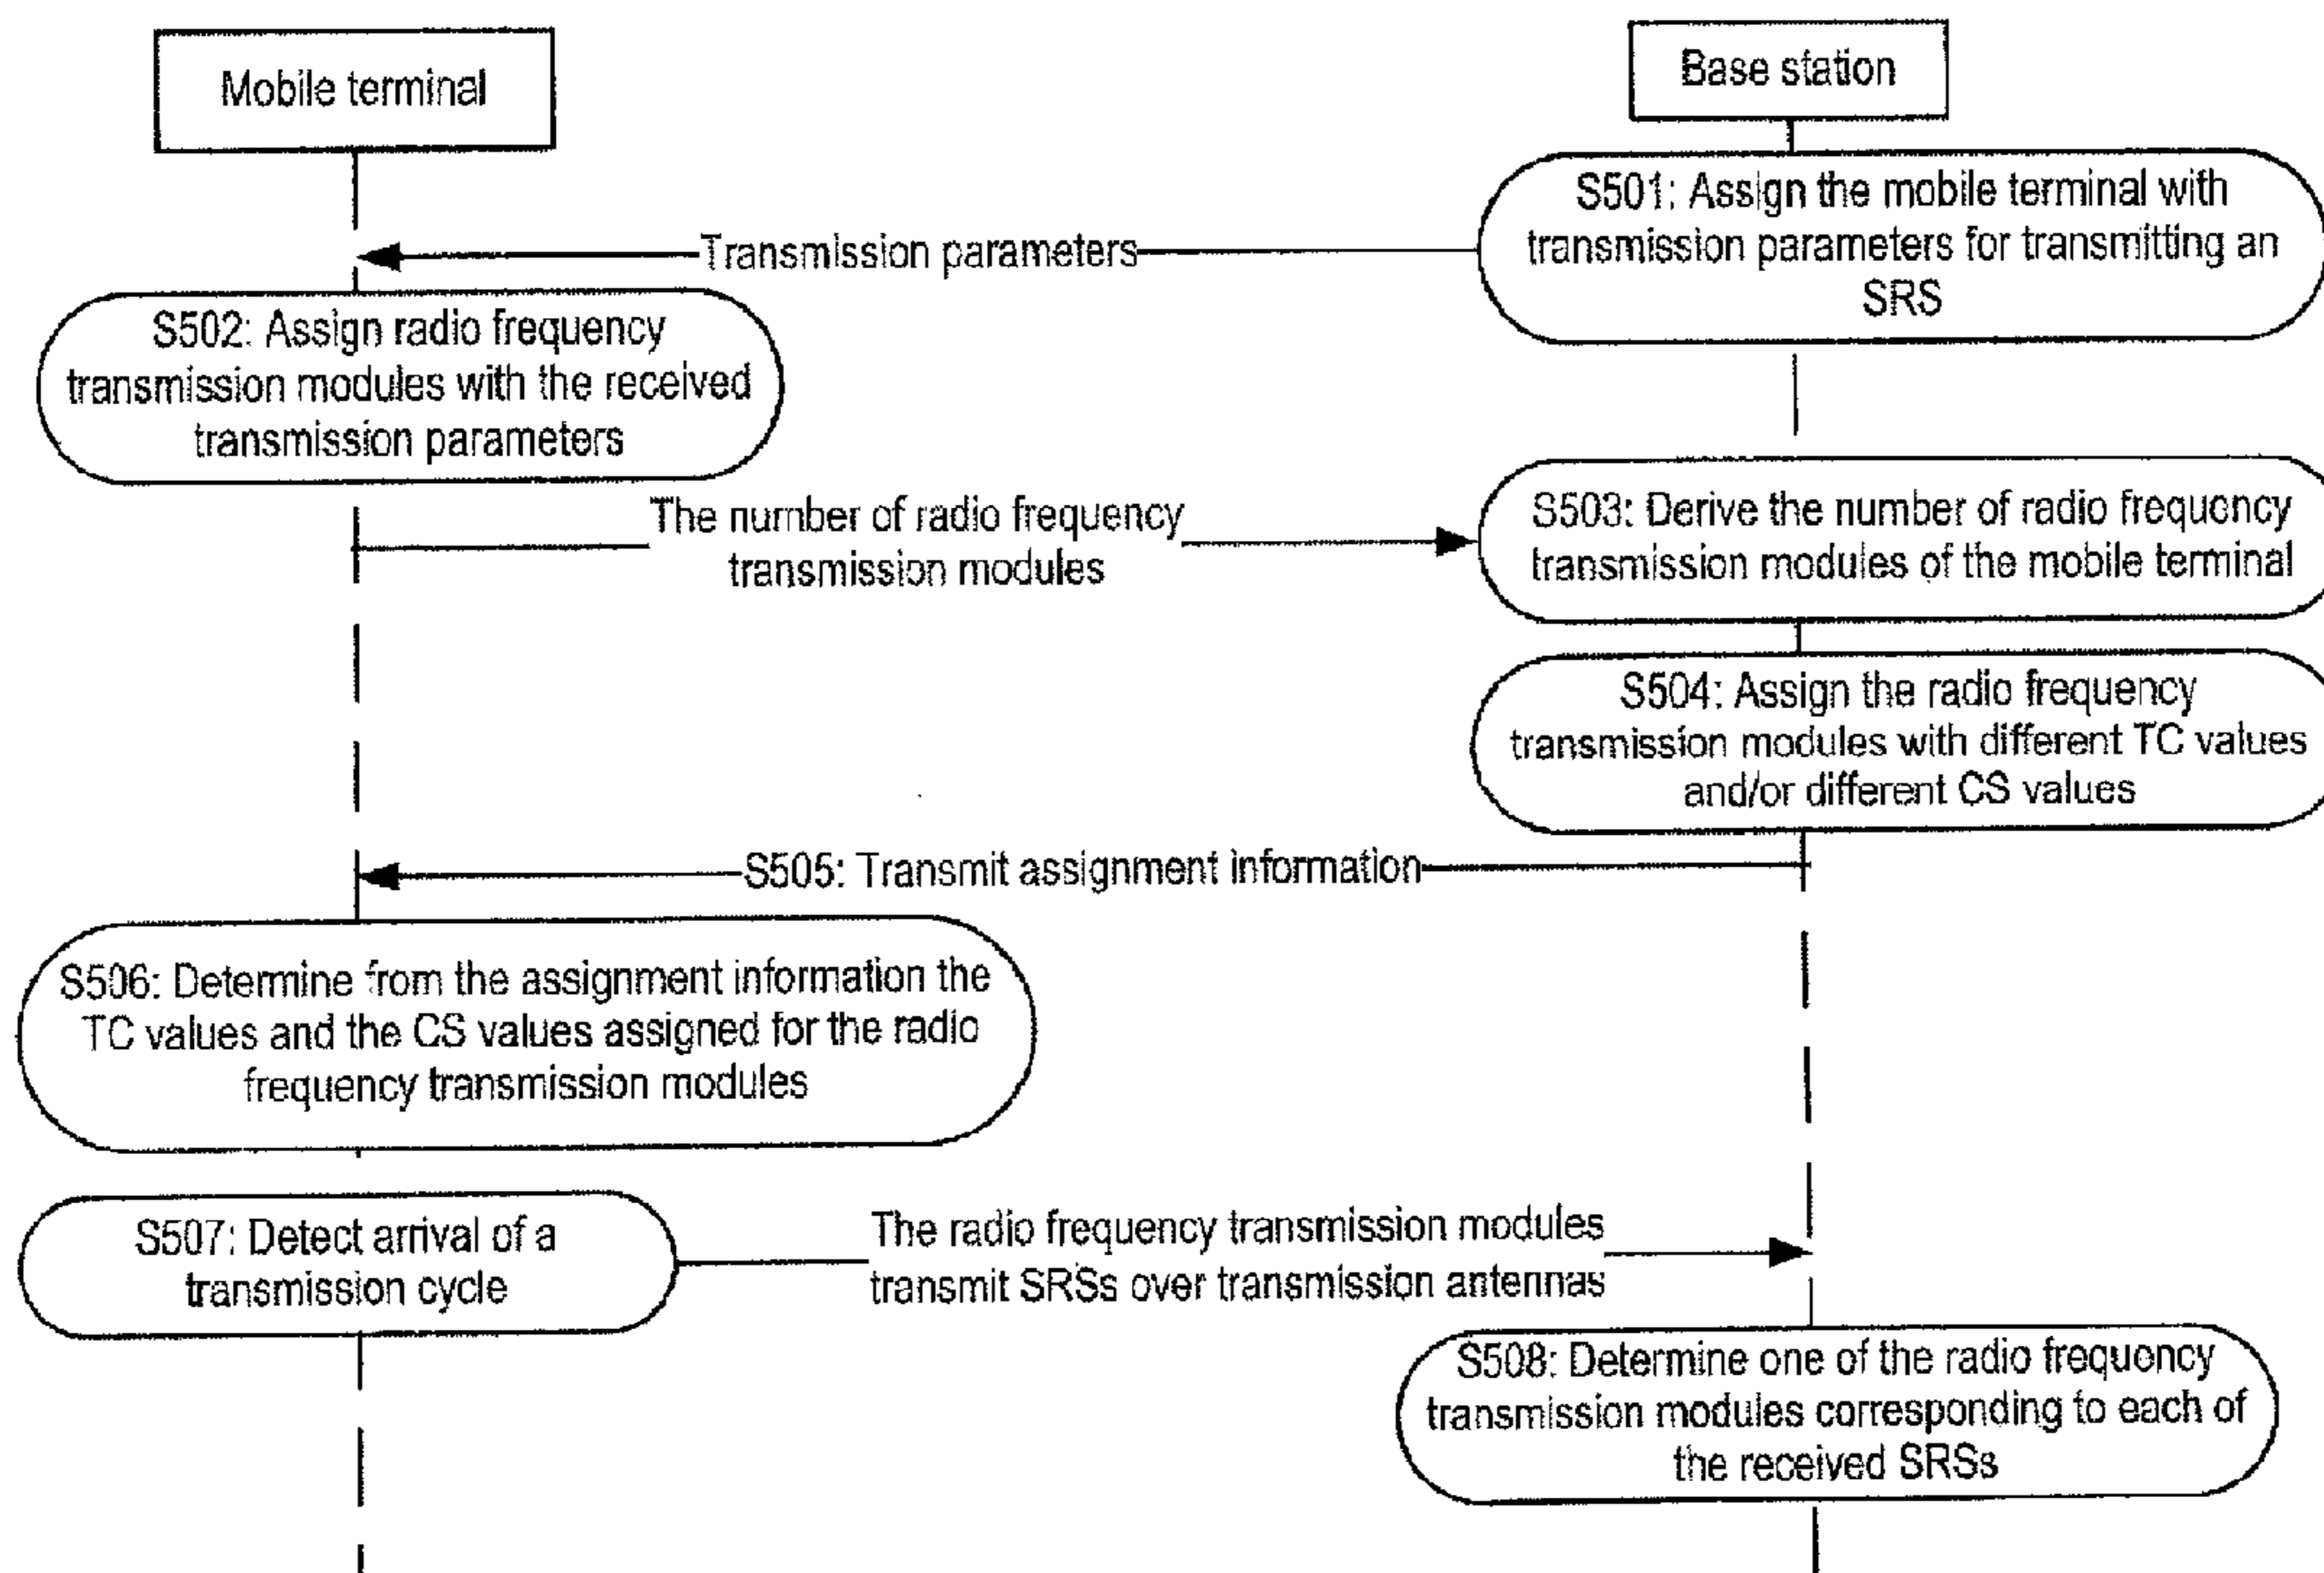 Mobile terminal
Base station
S501: Assign the mobile terminal with
transmission parameters for transmitting an
SRS
Transmission parameters
S502: Assign radio frequency
transmission modules with the received
transmission parameters
The number of radio frequency
transmission modules
S503: Derive the number of radio frequency
transmission modules of the mobile terminal
S504: Assign the radio frequency
transmission modules with different TC values
and/or different CS values
S505: Transmit assignment information
S506: Determine from the assignment information the
TC values and the CS values assigned for the radio
frequency transmission modules
S507: Detect arrival of a
transmission cycle
The radio frequency transmission modules
transmit SRSs over transmission antennas
S508: Determine one of the radio frequency
transmission modules corresponding to each of
the received SRSs